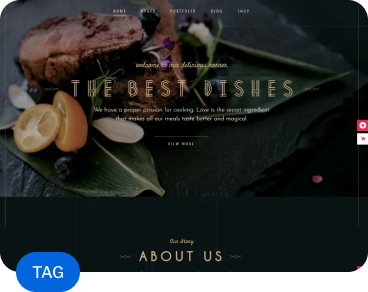 HOME PAGES PORTFOLIO BLOG SHOP
welcome to our delicious corner
THE BEST DISHES
We have a proper passion for cooking. Love is the secret ingredient
that makes all our meals taste better and magical.
VIEW MORE
Our Story
ABOUT US
TAG